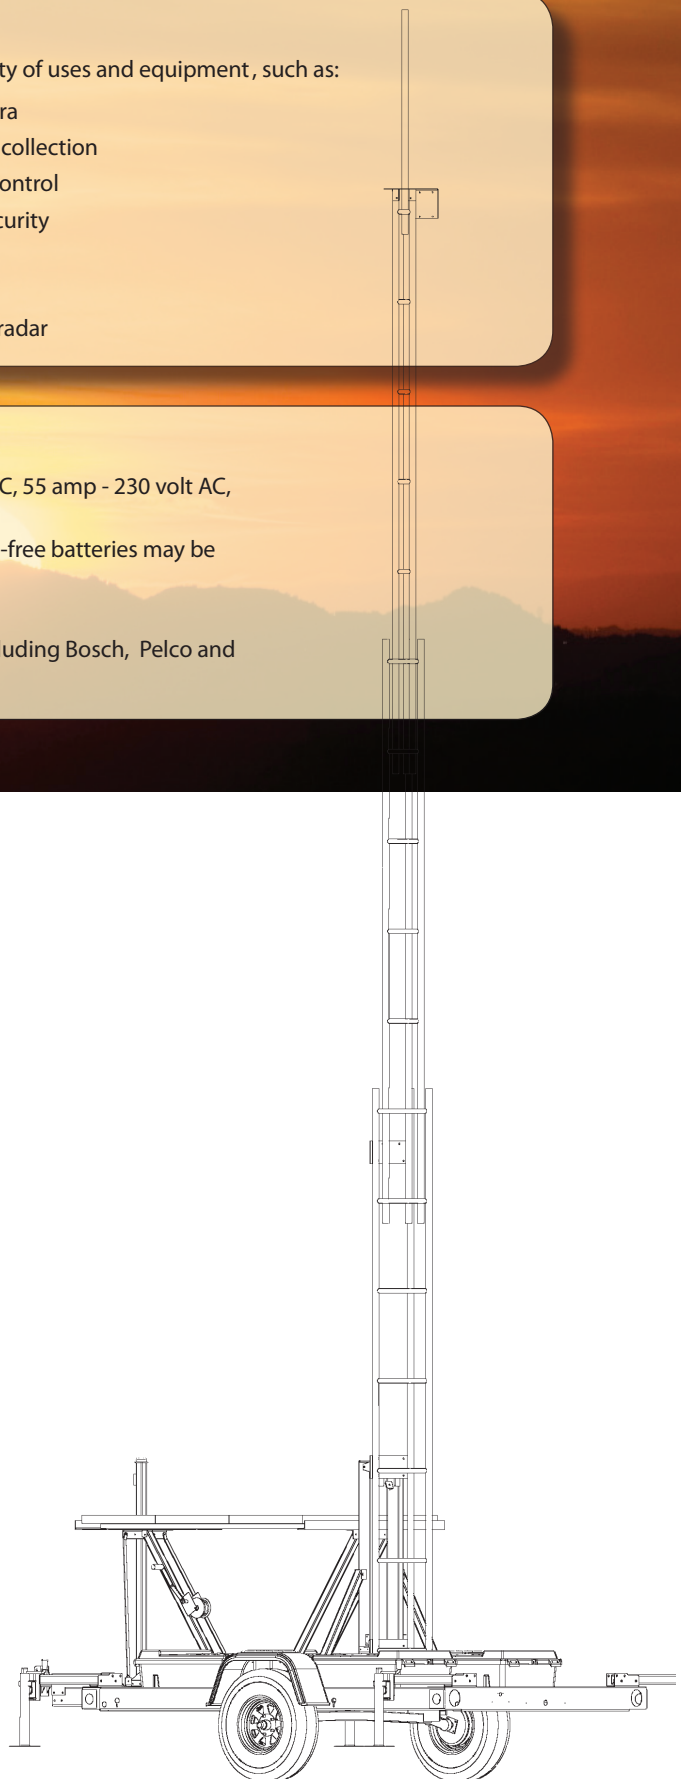 ty of uses and equipment, such as:
ra
collection
ontrol
curity
radar
C, 55 amp - 230 volt AC,
-free batteries may be
luding Bosch, Pelco and